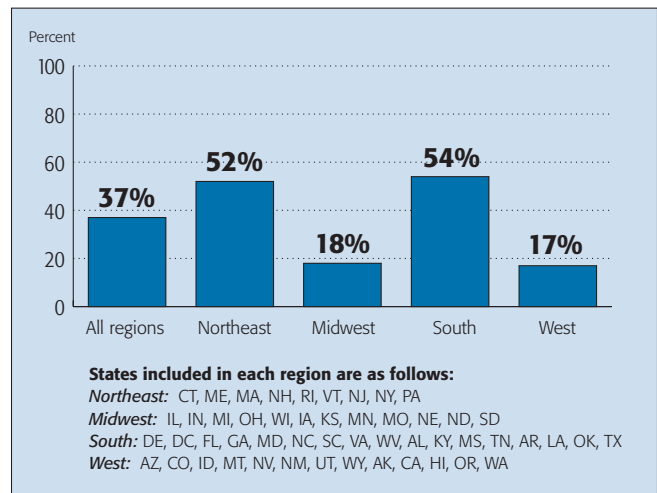 Percent
100
80
60
40
20
0
37%
52%
18%
54%
17%
All regions Northeast Midwest South West
States included in each region are as follows:
Northeast: CT, ME, MA, NH, RI, VT, NJ, NY, PA
Midwest: IL, IN, MI, OH, WI, IA, KS, MN, MO, NE, ND, SD
South: DE, DC, FL, GA, MD, NC, SC, VA, WV, AL, KY, MS, TN, AR, LA, OK, TX
West: AZ, CO, ID, MT, NV, NM, UT, WY, AK, CA, HI, OR, WA